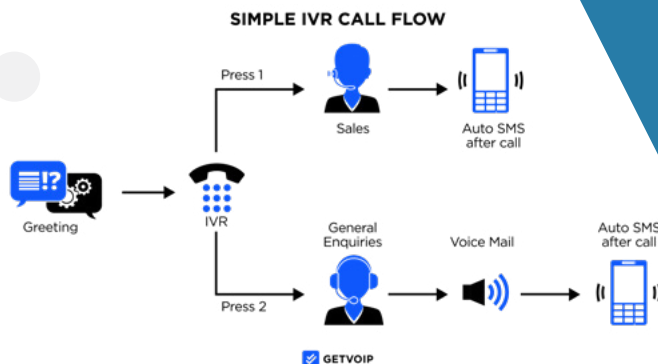 SIMPLE IVR CALL FLOW
Press 1
Sales
Auto SMS
after call
!?
Greeting
IVR
General
Enquiries
Voice Mail
Auto SMS
after call
Press 2
GETVOIP